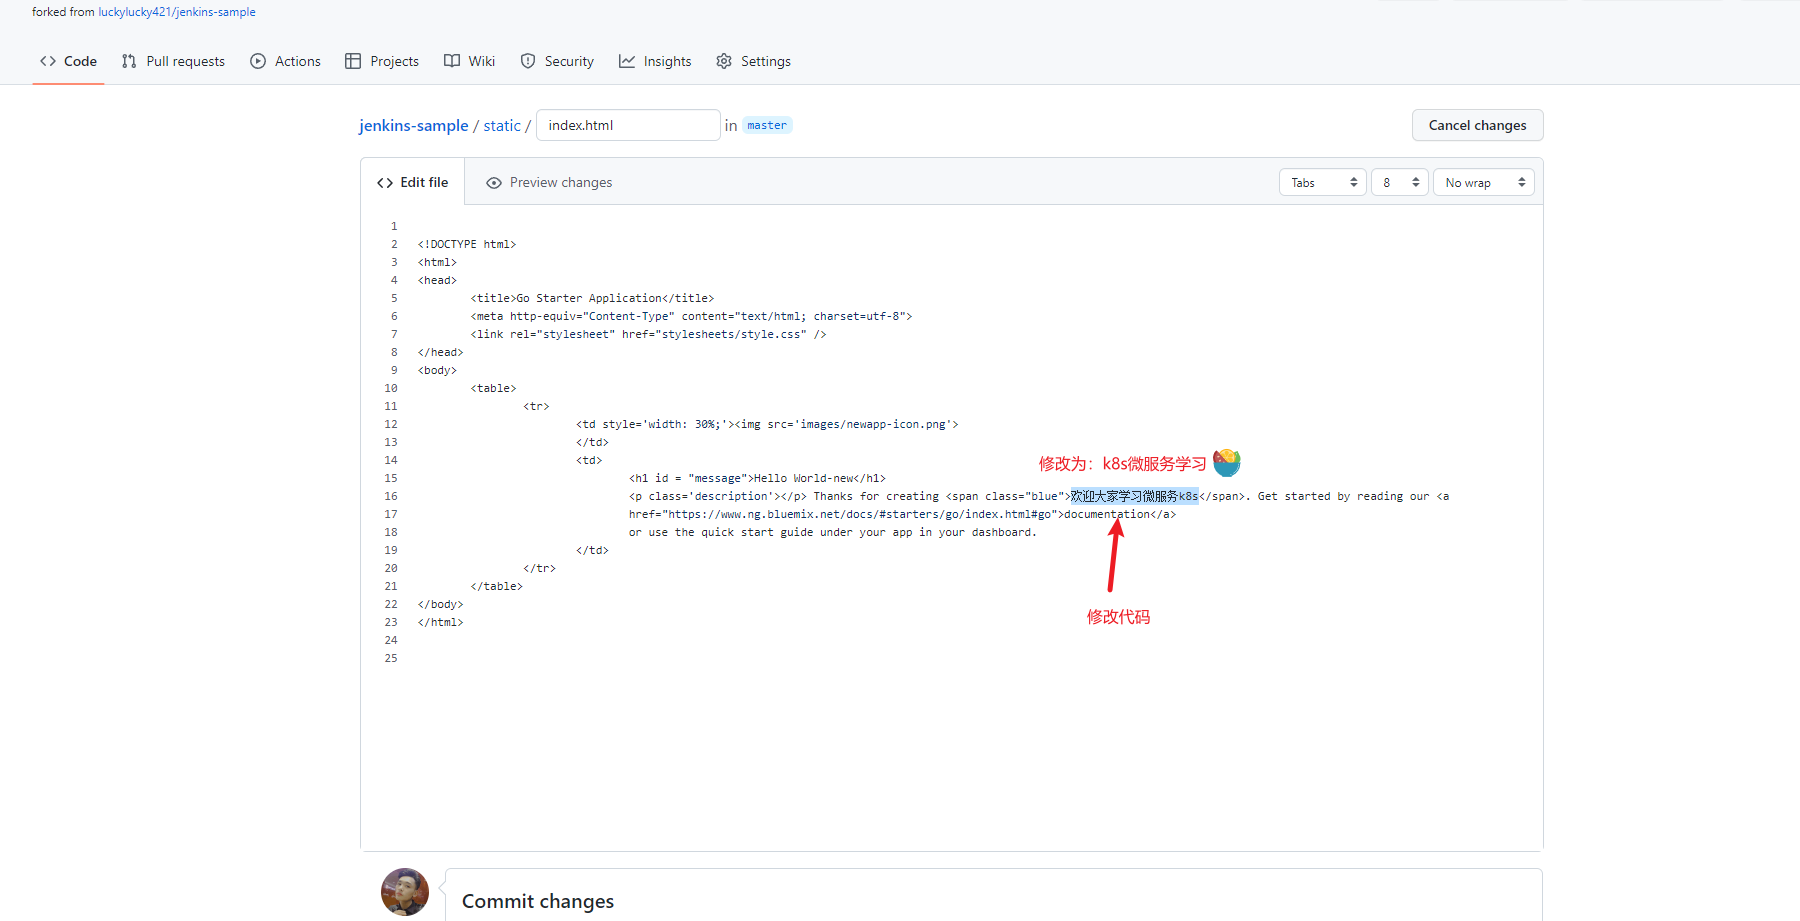 forked from luckylucky421/jenkins-sample
Code Pull requests Actions Projects Wiki Security Insights Settings
jenkins-sample / static / index.html in master Cancel changes
Edit file Preview changes Tabs 8 No wrap
1
2 <!DOCTYPE html>
3 <html>
4 <head>
5 <title>Go Starter Application</title>
6 <meta http-equiv="Content-Type" content="text/html; charset=utf-8">
7 <link rel="stylesheet" href="stylesheets/style.css" />
8 </head>
9 <body>
10 <table>
11 <tr>
12 <td style='width: 30%;'><img src='images/newapp-icon.png'>
13 </td>
14 <td>
修改为：k8s微服务学习
15 <h1 id = "message">Hello World-new</h1>
16 <p class='description'></p> Thanks for creating <span class="blue">欢迎大家学习微服务k8s</span>. Get started by reading our <a
17 href="https://www.ng.bluemix.net/docs/#starters/go/index.html#go">documentation</a>
18 or use the quick start guide under your app in your dashboard.
19 </td>
20 </tr>
21 </table>
22 </body>
修改代码
23 </html>
24
25
Commit changes